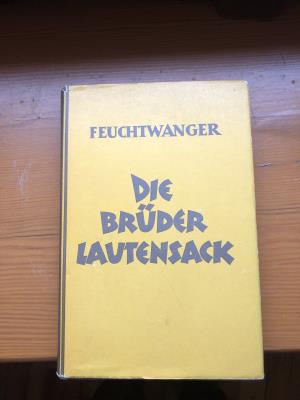 FEUCHTWANGER
DIE
BRÜDER
LAUTENSACK